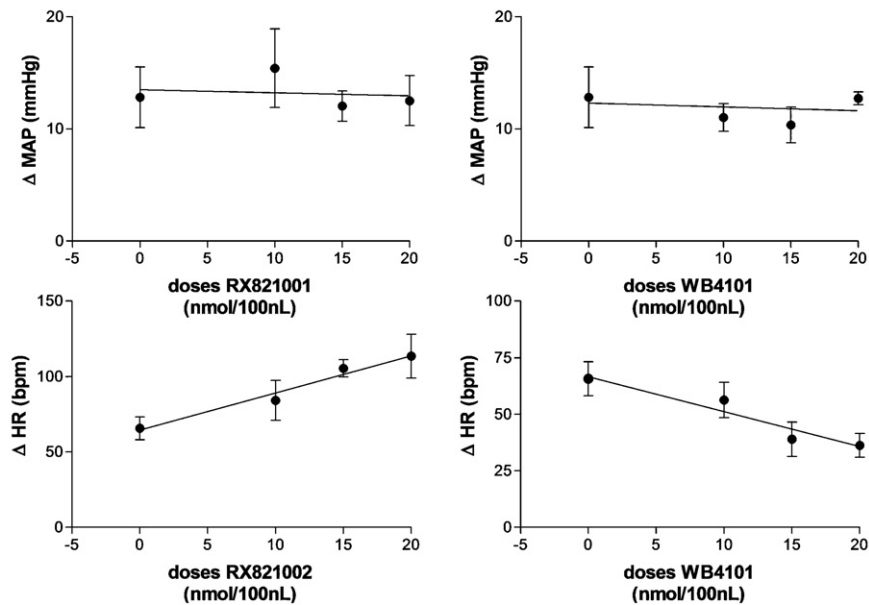 20
10
0
Δ MAP (mmHg)
-5 0 5 10 15 20
doses RX821001
(nmol/100nL)
20
10
0
Δ MAP (mmHg)
-5 0 5 10 15 20
doses WB4101
(nmol/100nL)
150
100
50
0
Δ HR (bpm)
-5 0 5 10 15 20
doses RX821002
(nmol/100nL)
100
75
50
25
0
Δ HR (bpm)
-5 0 5 10 15 20
doses WB4101
(nmol/100nL)